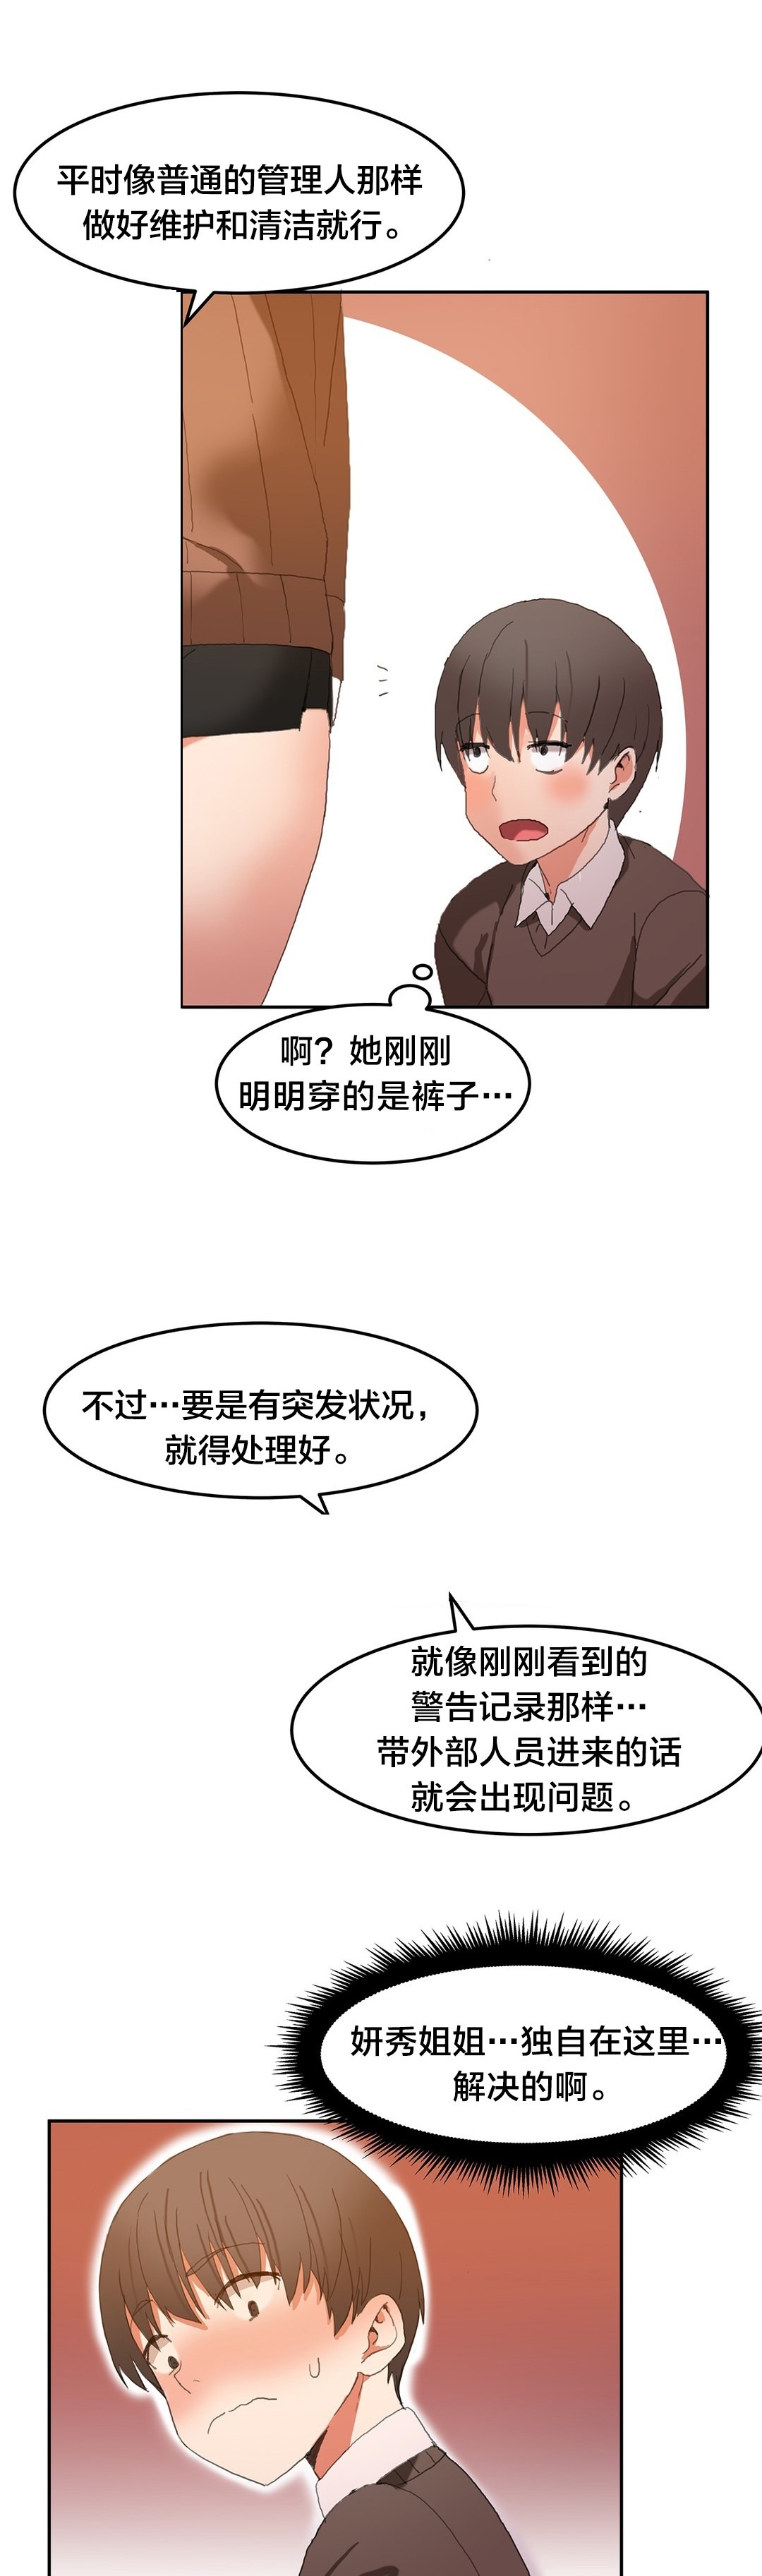 平时像普通的管理人那样
做好维护和清洁就行。
啊？她刚刚
明明穿的是裤子…
不过…要是有突发状况，
就得处理好。
就像刚刚看到的
警告记录那样…
带外部人员进来的话
就会出现问题。
妍秀姐姐…独自在这里…
解决的啊。